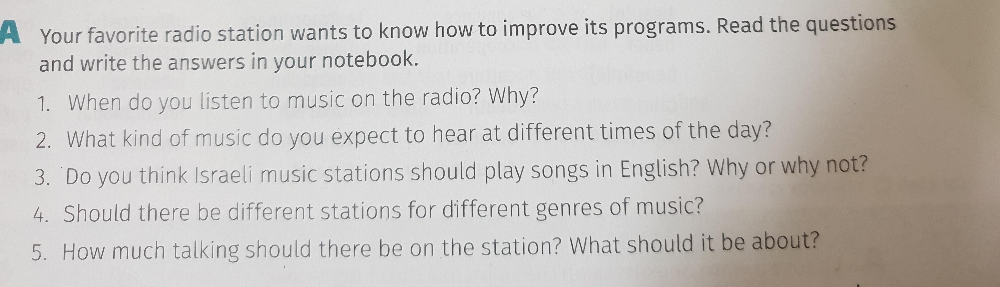 A Your favorite radio station wants to know how to improve its programs. Read the questions
and write the answers in your notebook.
1. When do you listen to music on the radio? Why?
2. What kind of music do you expect to hear at different times of the day?
3. Do you think Israeli music stations should play songs in English? Why or why not?
4. Should there be different stations for different genres of music?
5. How much talking should there be on the station? What should it be about?